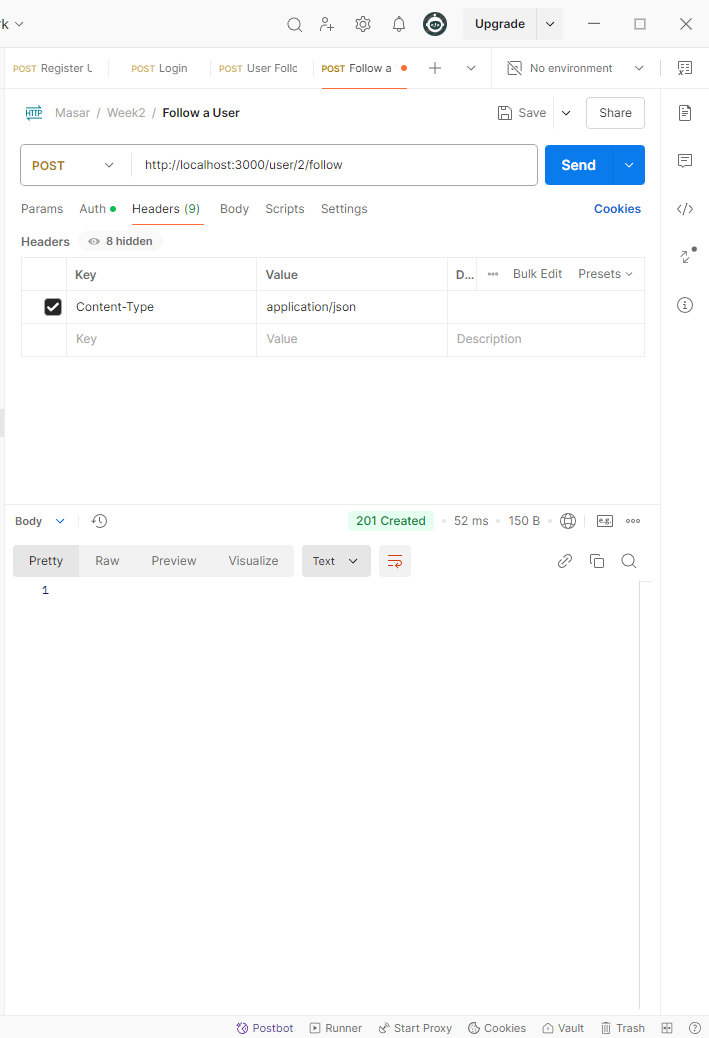 Upgrade
POST Register U POST Login POST User Follo POST Follow a No environment
HTTP Masar / Week2 / Follow a User Save Share
POST http://localhost:3000/user/2/follow Send
Params Auth Headers (9) Body Scripts Settings Cookies
Headers 8 hidden
Key Value D... Bulk Edit Presets
Content-Type application/json
Key Value Description
Body 201 Created 52 ms 150 B e.g.
Pretty Raw Preview Visualize Text
1
Postbot Runner Start Proxy Cookies Vault Trash